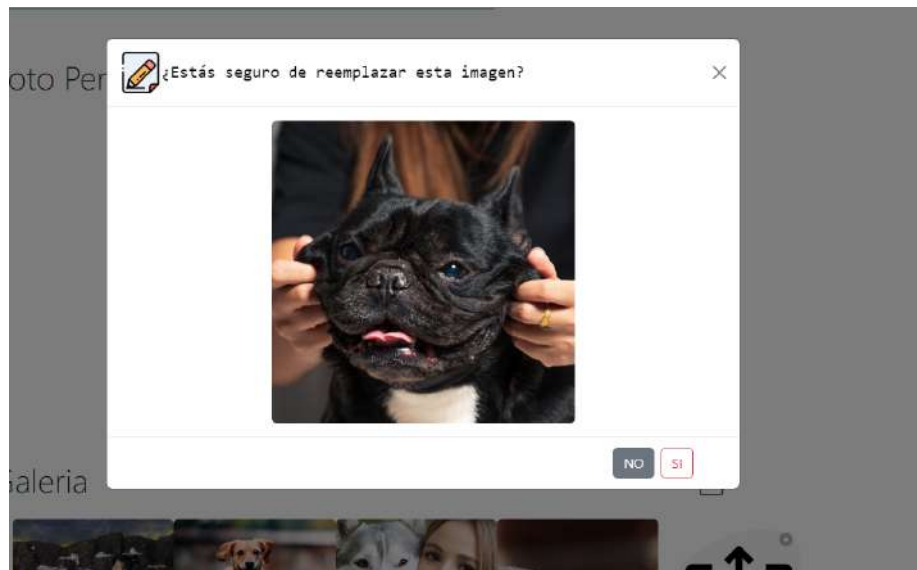 oto Per
¿Estás seguro de reemplazar esta imagen?
NO
SI
Galeria